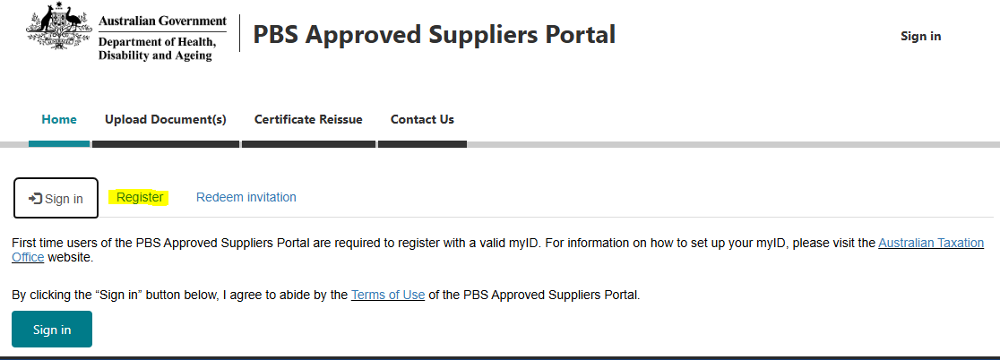 Australian Government
Department of Health,
Disability and Ageing
PBS Approved Suppliers Portal
Sign in
Home
Upload Document(s)
Certificate Reissue
Contact Us
Sign in
Register
Redeem invitation
First time users of the PBS Approved Suppliers Portal are required to register with a valid myID. For information on how to set up your myID, please visit the Australian Taxation
Office website.
By clicking the “Sign in” button below, I agree to abide by the Terms of Use of the PBS Approved Suppliers Portal.
Sign in